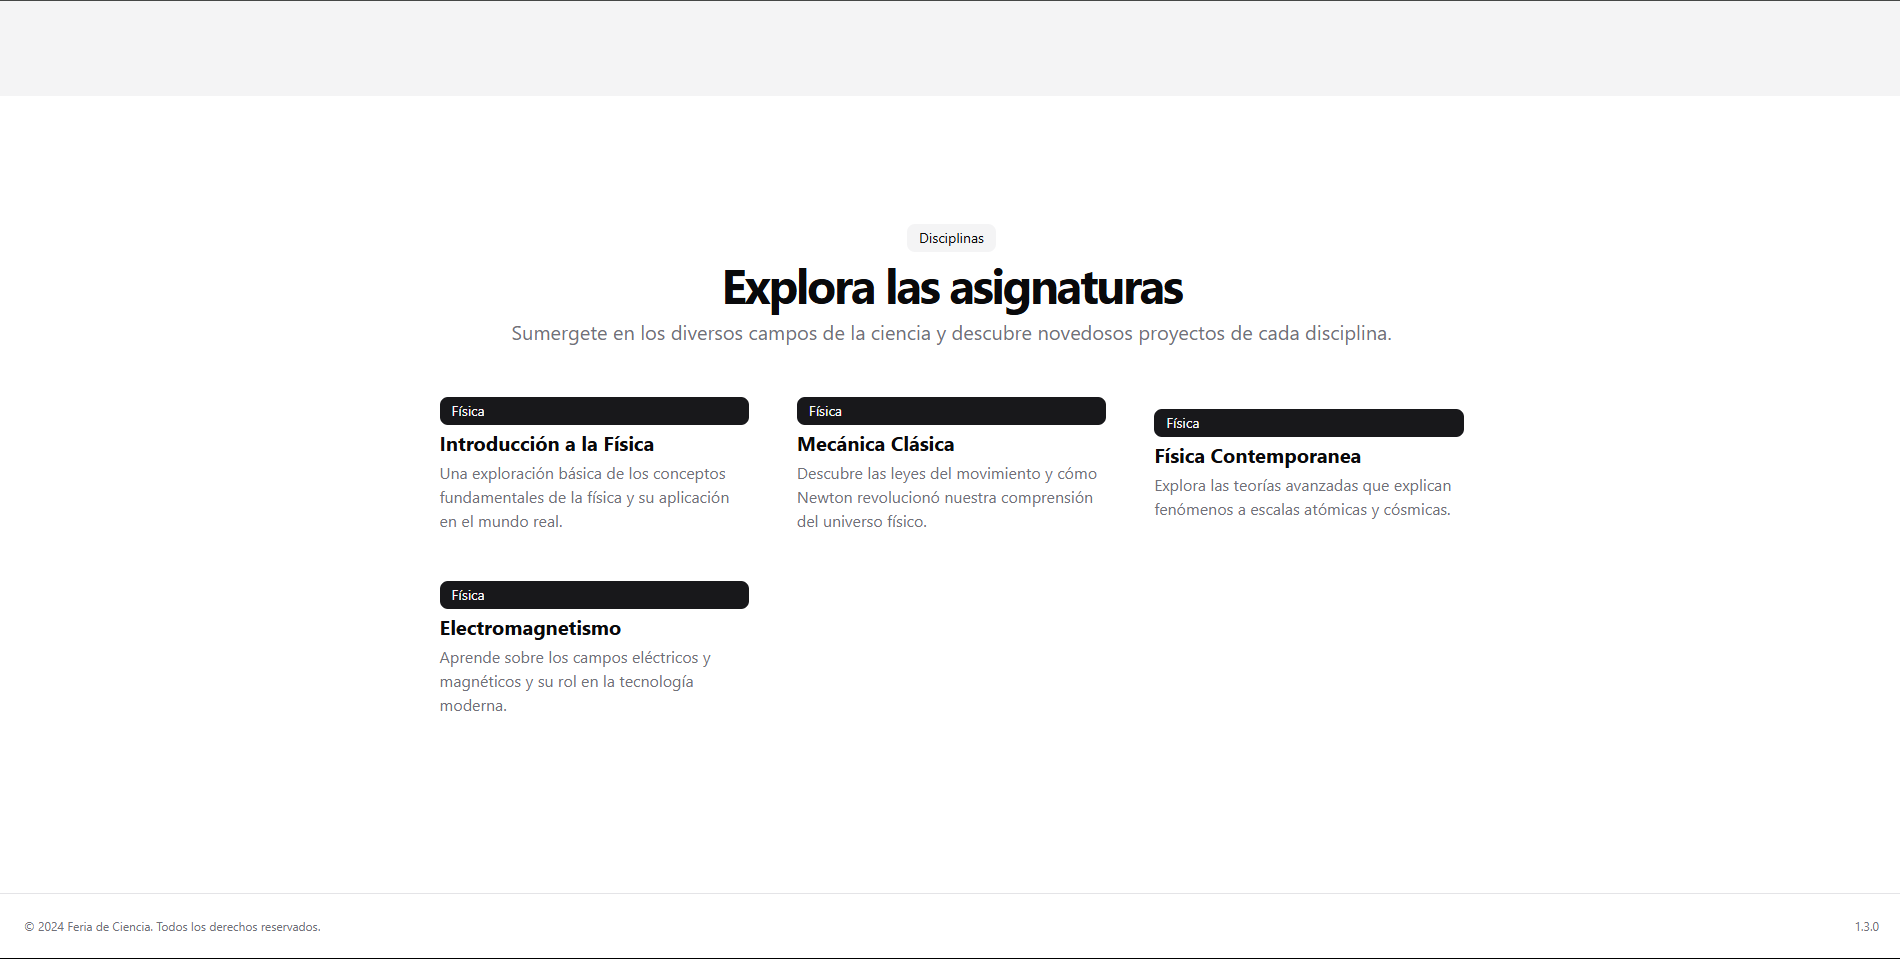 Disciplinas
Explora las asignaturas
Sumergete en los diversos campos de la ciencia y descubre novedosos proyectos de cada disciplina.
Física
Introducción a la Física
Una exploración básica de los conceptos
fundamentales de la física y su aplicación
en el mundo real.
Física
Mecánica Clásica
Descubre las leyes del movimiento y cómo
Newton revolucionó nuestra comprensión
del universo físico.
Física
Física Contemporanea
Explora las teorías avanzadas que explican
fenómenos a escalas atómicas y cósmicas.
Física
Electromagnetismo
Aprende sobre los campos eléctricos y
magnéticos y su rol en la tecnología
moderna.
© 2024 Feria de Ciencia. Todos los derechos reservados.
1.3.0